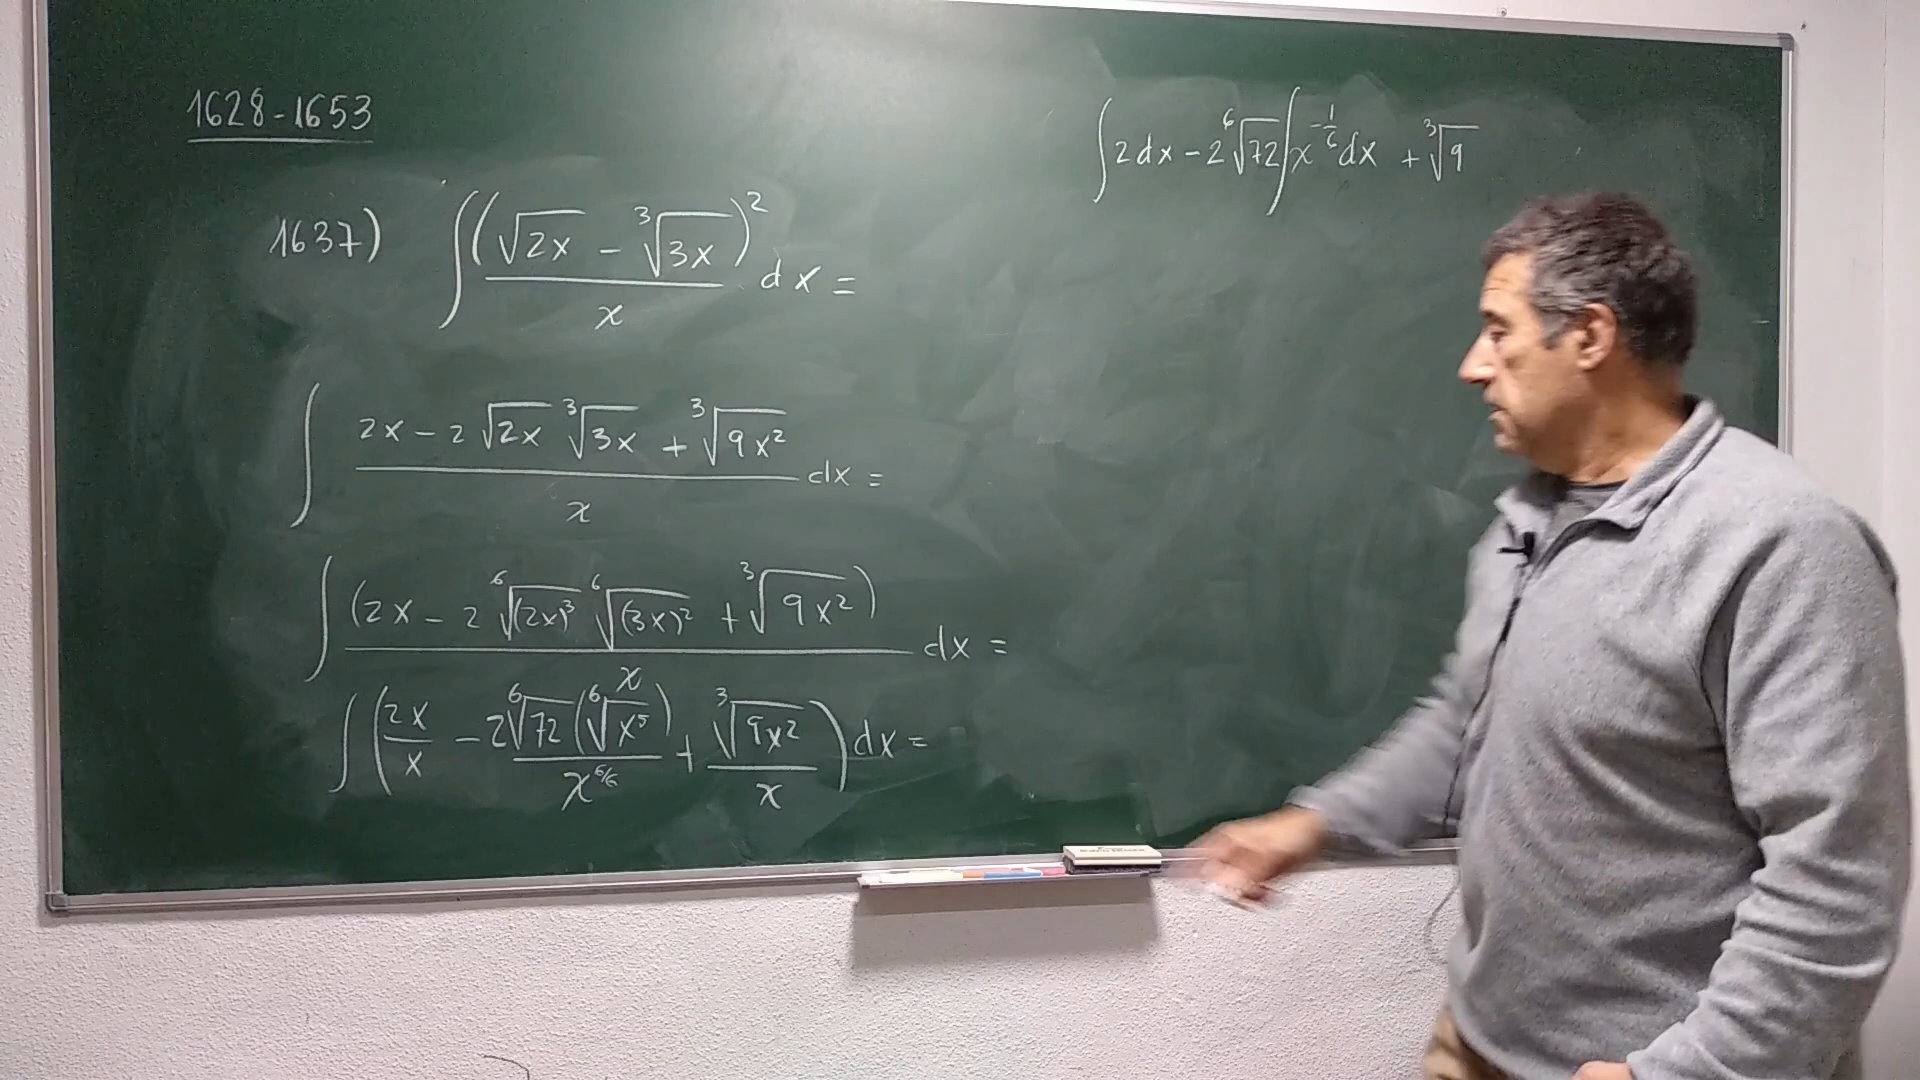 1628-1653
1637) ∫ (√2x - ∛3x)² / x dx =
∫ (2x - 2 √2x ∛3x + ∛9x²) / x dx =
∫ (2x - 2 ⁶√(2x)³ ⁶√(3x)² + ∛9x²) / x dx =
∫ (2x/x - 2 ⁶√72 (⁶√x⁵) / x^6/6 + ∛9x² / x) dx =
∫ 2dx - 2 ⁶√72 ∫ x^-1/6 dx + ∛9